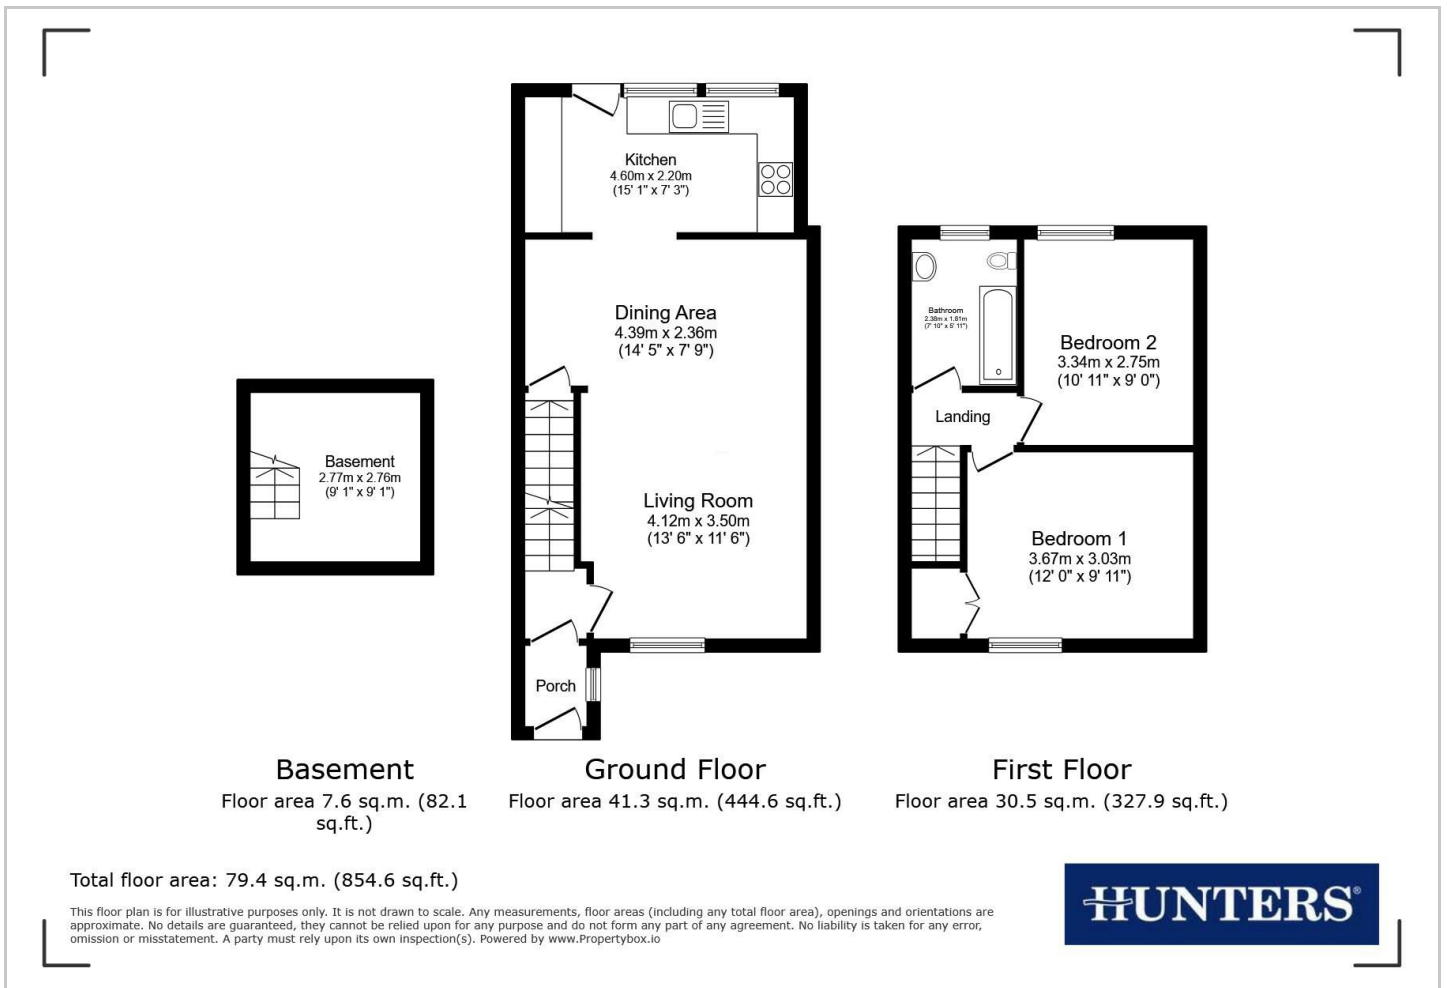 Kitchen
4.60m x 2.20m
(15' 1" x 7' 3")
Dining Area
4.39m x 2.36m
(14' 5" x 7' 9")
Bathroom
2.38m x 1.81m
(7' 10" x 5' 11")
Bedroom 2
3.34m x 2.75m
(10' 11" x 9' 0")
Landing
Basement
2.77m x 2.76m
(9' 1" x 9' 1")
Living Room
4.12m x 3.50m
(13' 6" x 11' 6")
Bedroom 1
3.67m x 3.03m
(12' 0" x 9' 11")
Porch
Basement
Floor area 7.6 sq.m. (82.1
sq.ft.)
Ground Floor
Floor area 41.3 sq.m. (444.6 sq.ft.)
First Floor
Floor area 30.5 sq.m. (327.9 sq.ft.)
Total floor area: 79.4 sq.m. (854.6 sq.ft.)
This floor plan is for illustrative purposes only. It is not drawn to scale. Any measurements, floor areas (including any total floor area), openings and orientations are
approximate. No details are guaranteed, they cannot be relied upon for any purpose and do not form any part of any agreement. No liability is taken for any error,
omission or misstatement. A party must rely upon its own inspection(s). Powered by www.Propertybox.io
HUNTERS®